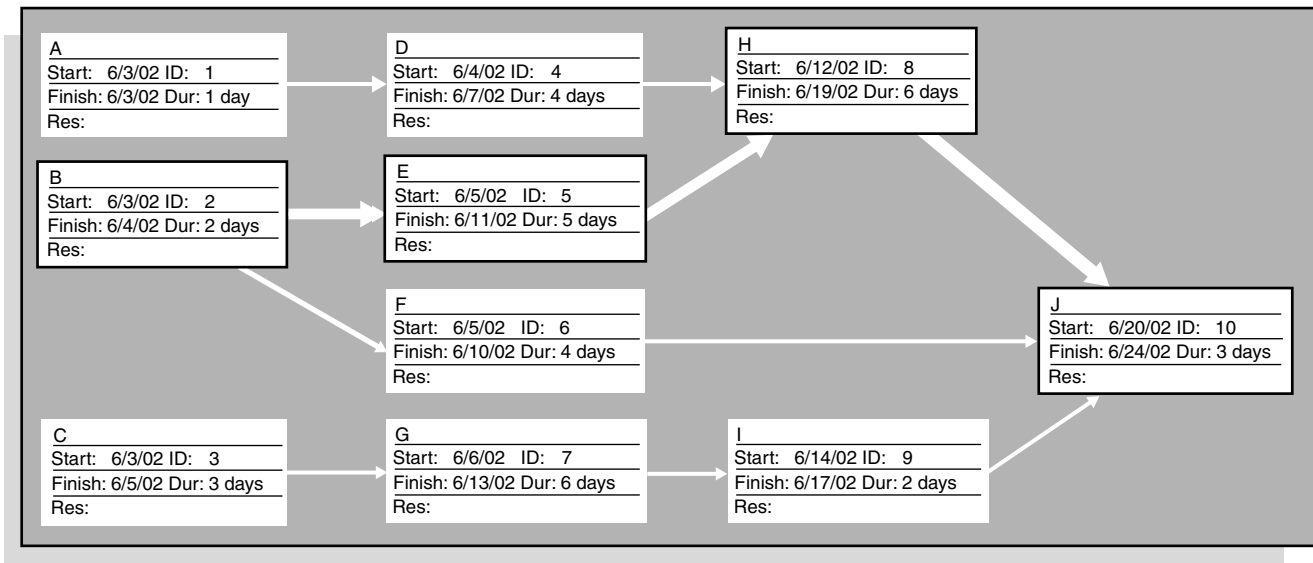 A
Start: 6/3/02 ID: 1
Finish: 6/3/02 Dur: 1 day
Res:
D
Start: 6/4/02 ID: 4
Finish: 6/7/02 Dur: 4 days
Res:
H
Start: 6/12/02 ID: 8
Finish: 6/19/02 Dur: 6 days
Res:
B
Start: 6/3/02 ID: 2
Finish: 6/4/02 Dur: 2 days
Res:
E
Start: 6/5/02 ID: 5
Finish: 6/11/02 Dur: 5 days
Res:
F
Start: 6/5/02 ID: 6
Finish: 6/10/02 Dur: 4 days
Res:
J
Start: 6/20/02 ID: 10
Finish: 6/24/02 Dur: 3 days
Res:
C
Start: 6/3/02 ID: 3
Finish: 6/5/02 Dur: 3 days
Res:
G
Start: 6/6/02 ID: 7
Finish: 6/13/02 Dur: 6 days
Res:
I
Start: 6/14/02 ID: 9
Finish: 6/17/02 Dur: 2 days
Res: